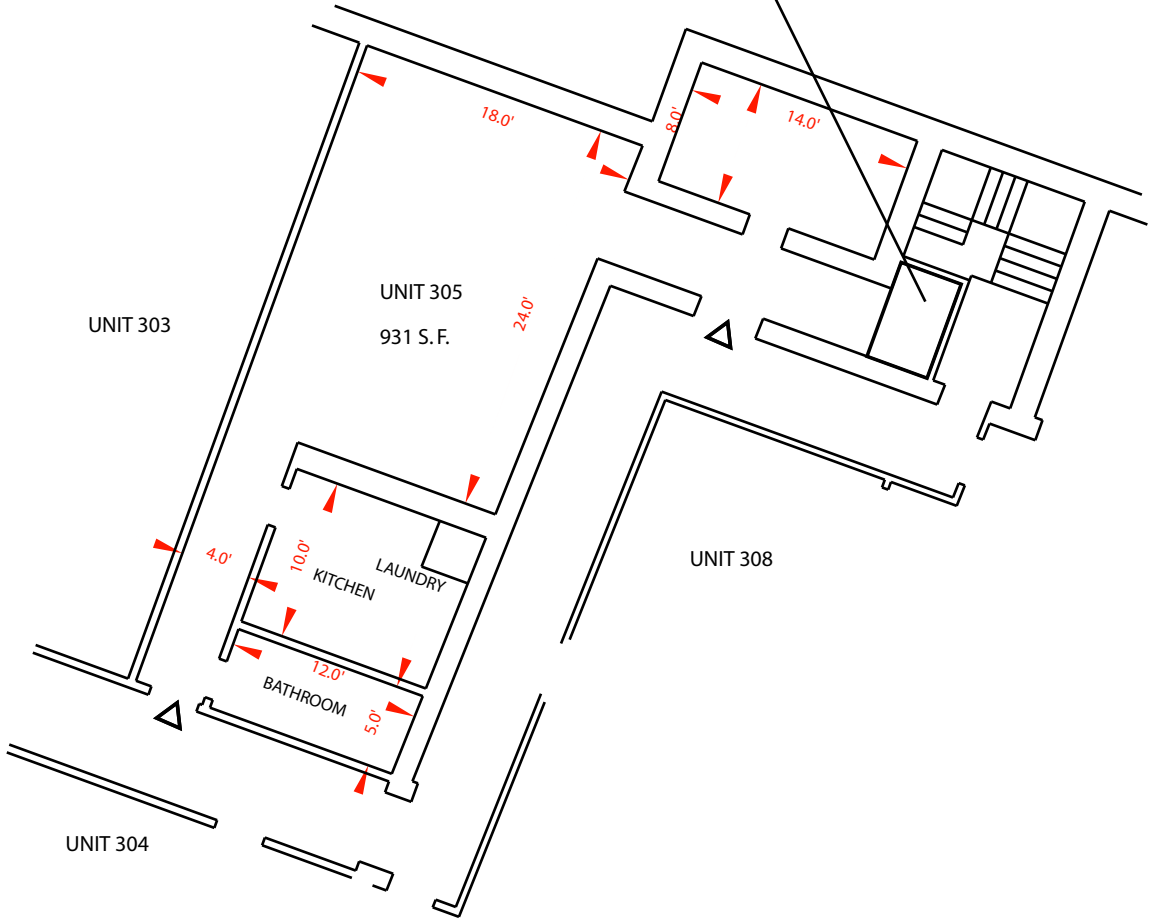 18.0'
8.0'
14.0'
UNIT 305
931 S.F.
24.0'
UNIT 303
4.0'
10.0'
KITCHEN
LAUNDRY
UNIT 308
12.0'
BATHROOM
5.0'
UNIT 304